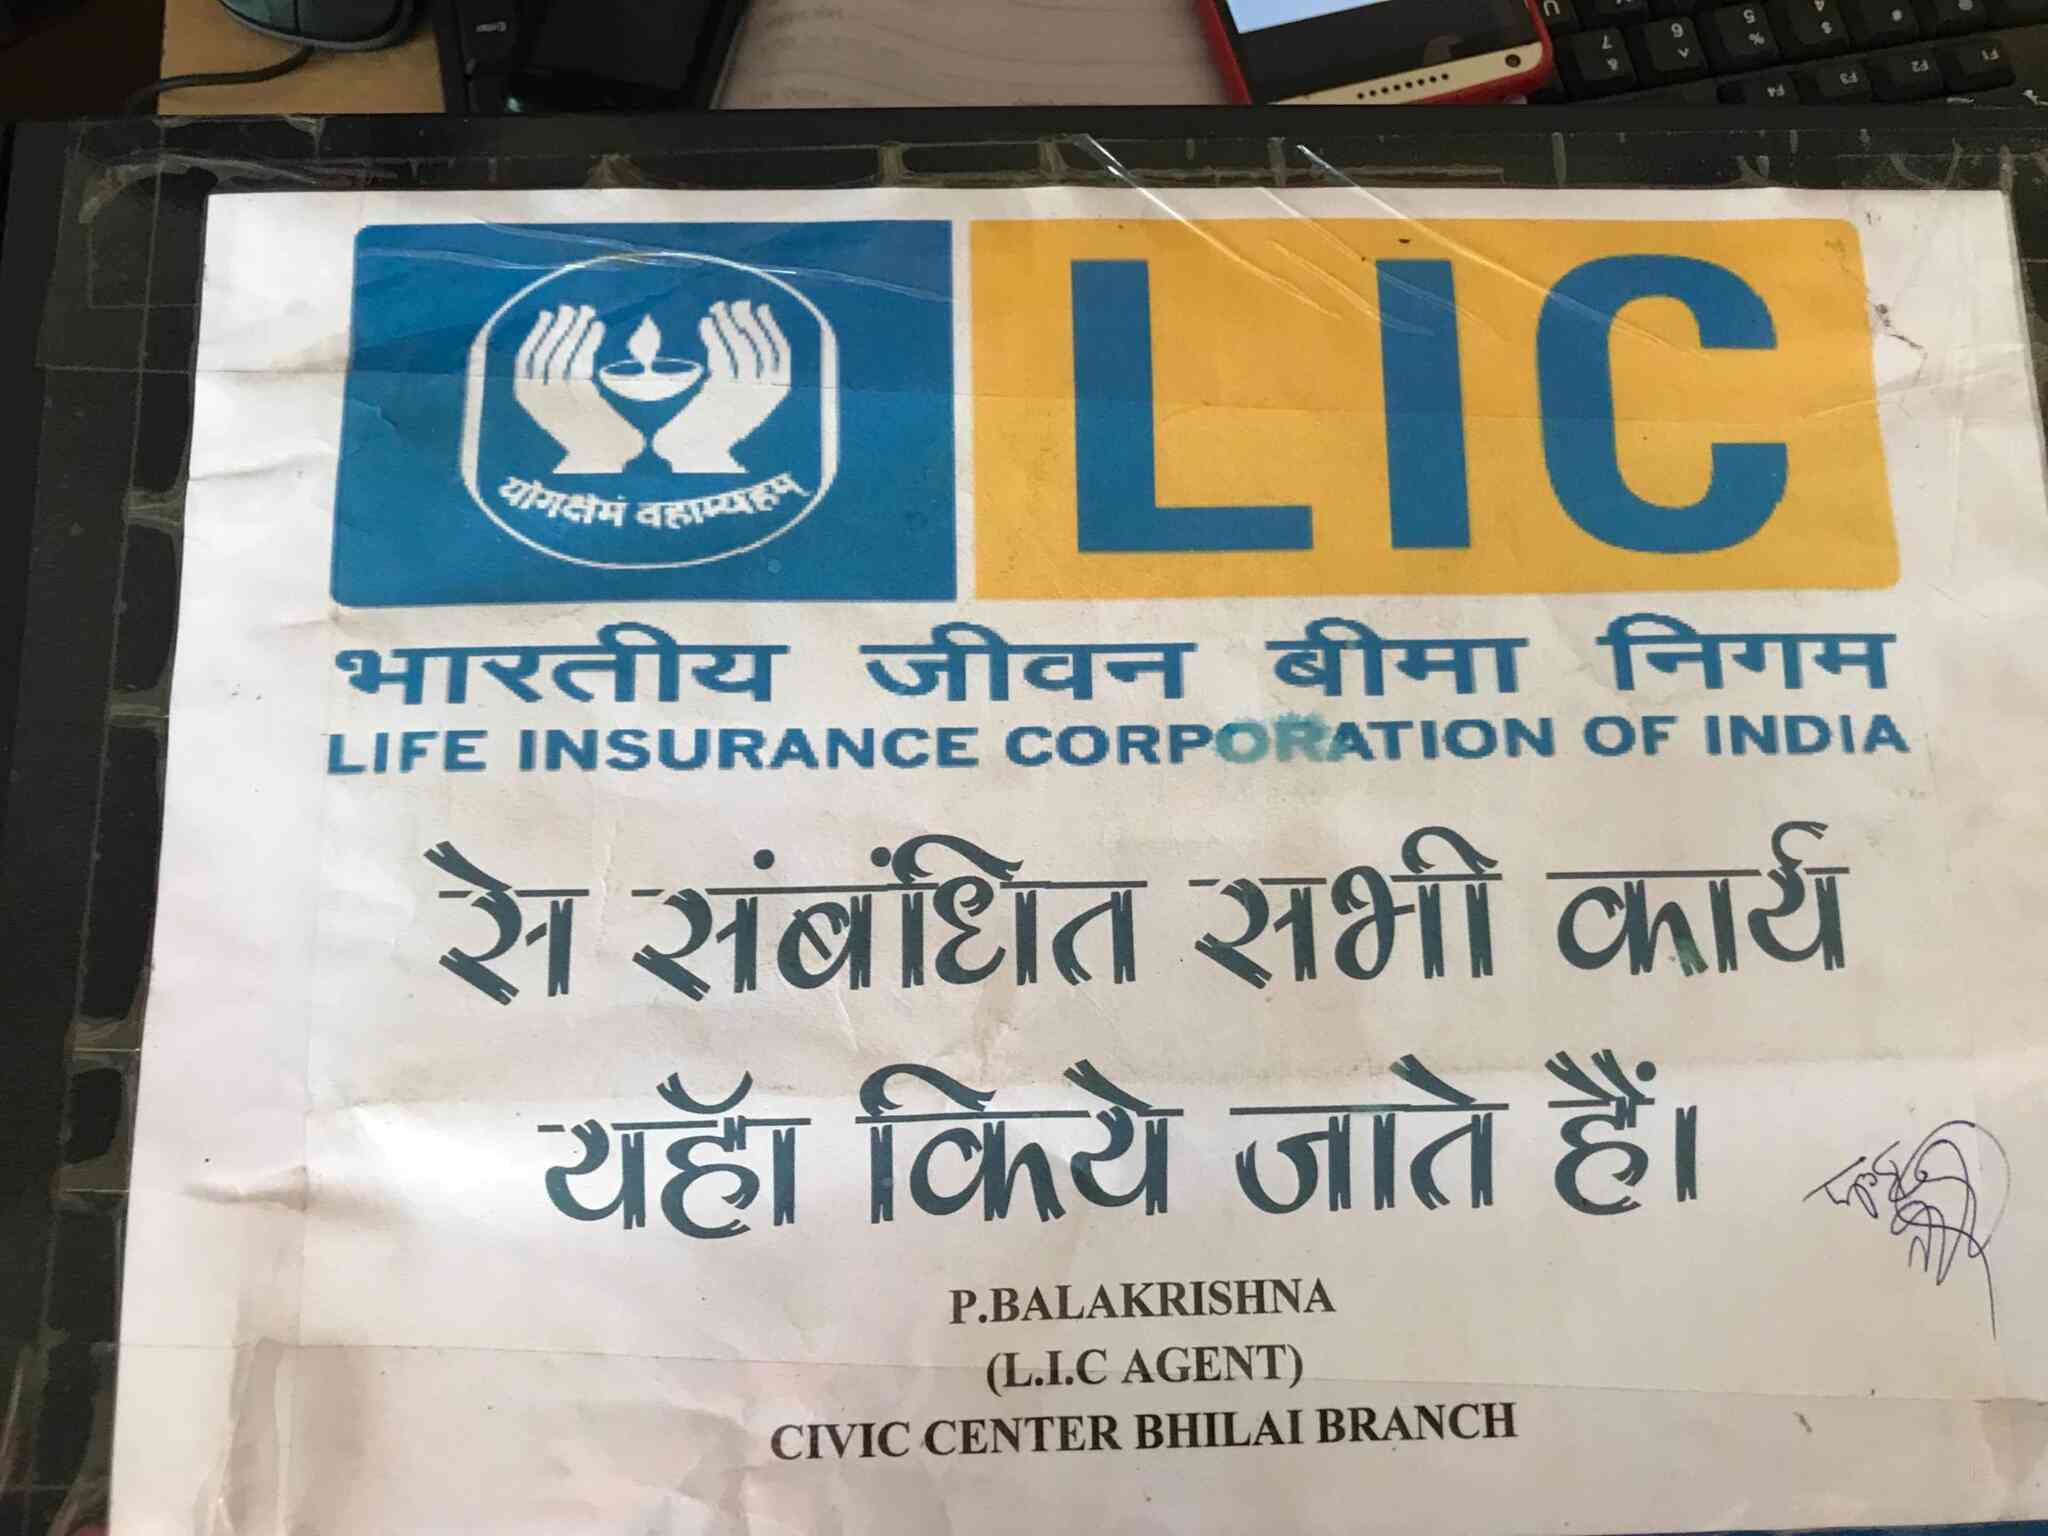 LIC
योगक्षेमं वहाम्यहम्
भारतीय जीवन बीमा निगम
LIFE INSURANCE CORPORATION OF INDIA
से संबंधित सभी कार्य
यहाँ किये जाते हैं।
P.BALAKRISHNA
(L.I.C AGENT)
CIVIC CENTER BHILAI BRANCH